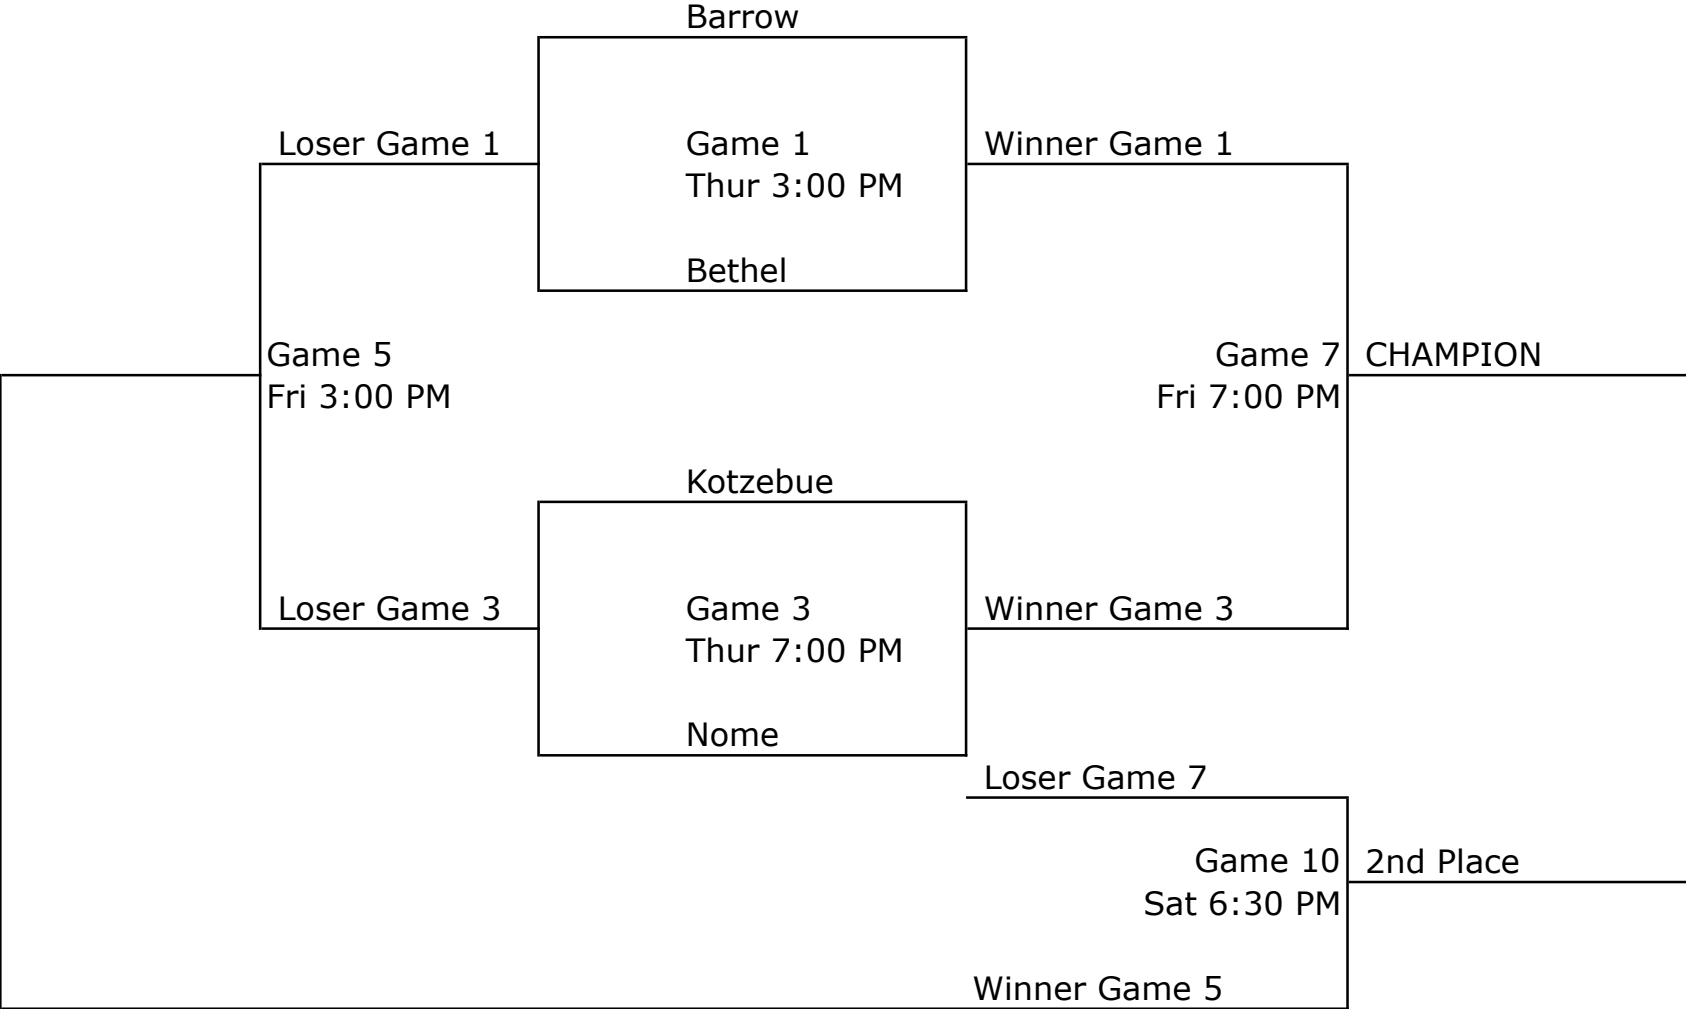 Barrow
Loser Game 1
Game 1
Winner Game 1
Thur 3:00 PM
Bethel
Game 5
Game 7
CHAMPION
Fri 3:00 PM
Fri 7:00 PM
Kotzebue
Loser Game 3
Game 3
Winner Game 3
Thur 7:00 PM
Nome
Loser Game 7
Game 10
2nd Place
Sat 6:30 PM
Winner Game 5